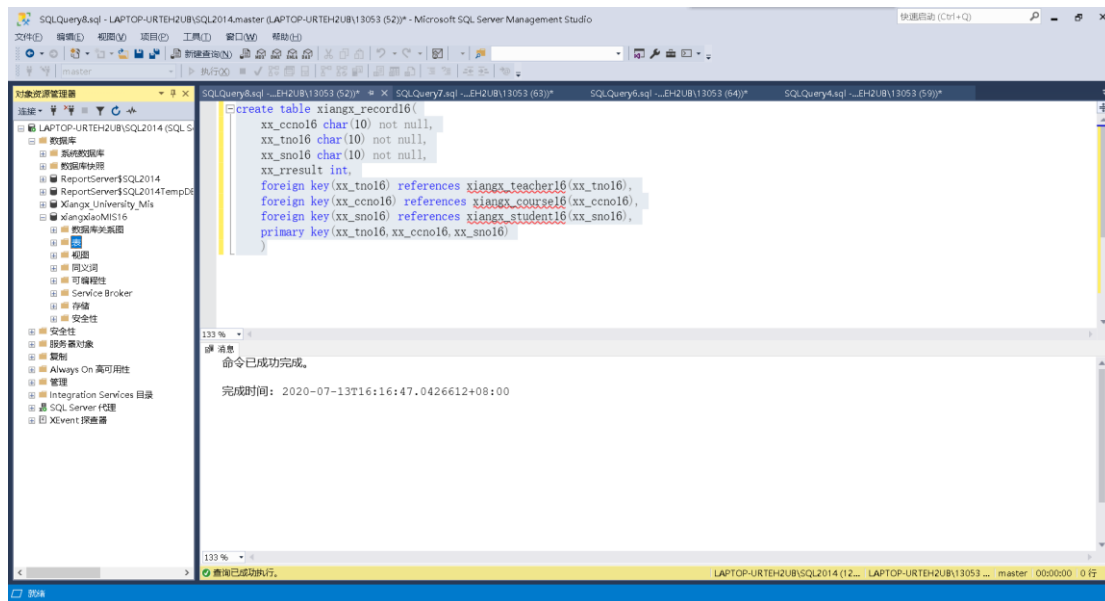 SQLQuery8.sql - LAPTOP-URTEH2UB\SQL2014.master (LAPTOP-URTEH2UB\13053 (52))* - Microsoft SQL Server Management Studio
快速启动 (Ctrl+Q)
文件(F) 编辑(E) 视图(V) 项目(P) 工具(T) 窗口(W) 帮助(H)
新建查询(N)
master
执行(X)
对象资源管理器
SQLQuery8.sql -...EH2UB\13053 (52))*
SQLQuery7.sql -...EH2UB\13053 (63))*
SQLQuery6.sql -...EH2UB\13053 (64))*
SQLQuery4.sql -...EH2UB\13053 (59))*
连接
LAPTOP-URTEH2UB\SQL2014 (SQL S
数据库
系统数据库
数据库快照
ReportServer$SQL2014
ReportServer$SQL2014TempDB
Xiangx_University_Mis
xiangxiaoMIS16
数据库关系图
表
视图
同义词
可编程性
Service Broker
存储
安全性
安全性
服务器对象
复制
Always On 高可用性
管理
Integration Services 目录
SQL Server 代理
XEvent 探查器
create table xiangx_record16(
xx_ccno16 char(10) not null,
xx_tno16 char(10) not null,
xx_sno16 char(10) not null,
xx_rresult int,
foreign key(xx_tno16) references xiangx_teacher16(xx_tno16),
foreign key(xx_ccno16) references xiangx_course16(xx_ccno16),
foreign key(xx_sno16) references xiangx_student16(xx_sno16),
primary key(xx_tno16,xx_ccno16,xx_sno16)
)
133 %
消息
命令已成功完成。
完成时间: 2020-07-13T16:16:47.0426612+08:00
133 %
查询已成功执行。
LAPTOP-URTEH2UB\SQL2014 (12... LAPTOP-URTEH2UB\13053 ... master 00:00:00 0 行
就绪